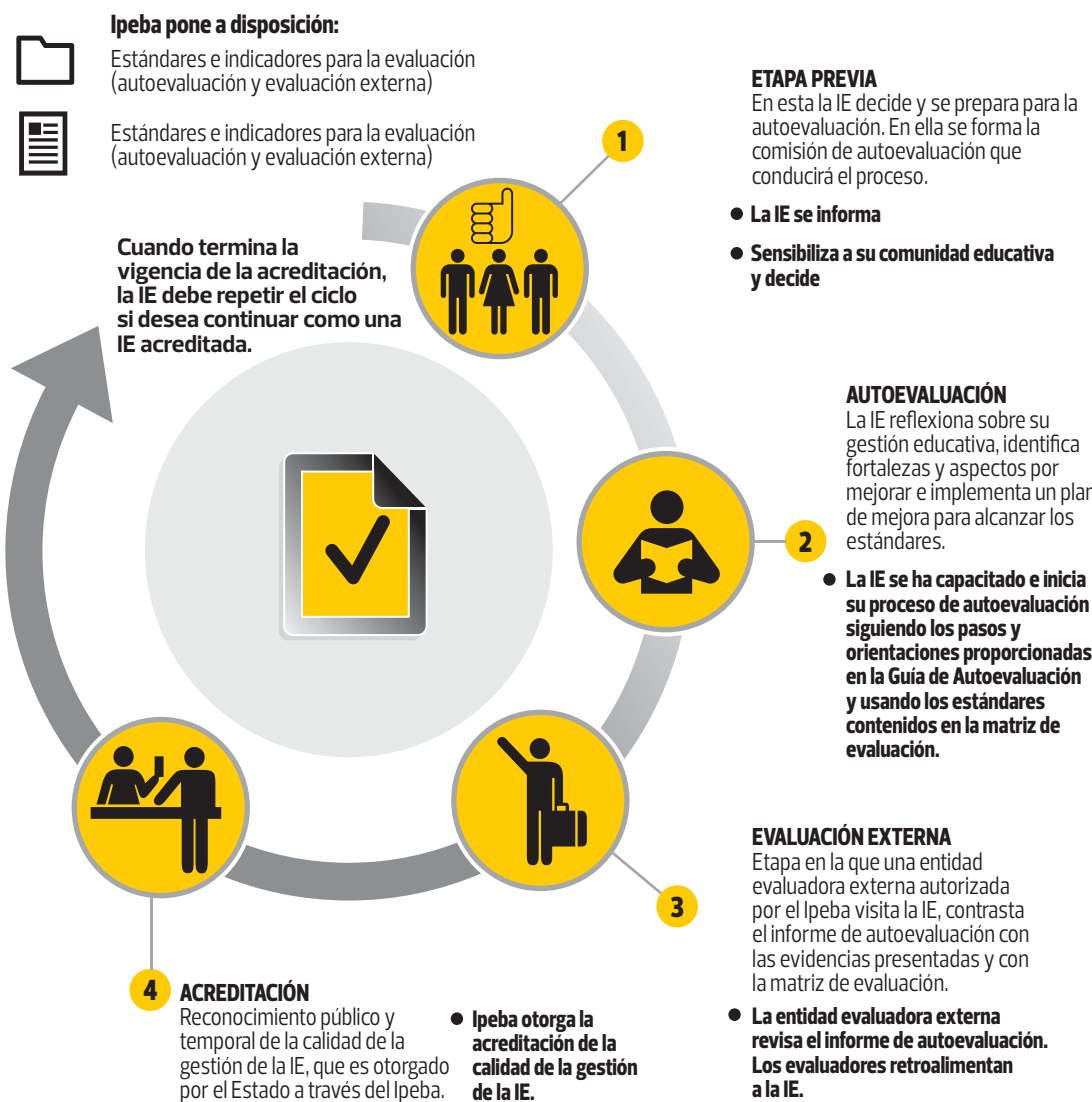 Ipeba pone a disposición:
Estándares e indicadores para la evaluación
(autoevaluación y evaluación externa)
Estándares e indicadores para la evaluación
(autoevaluación y evaluación externa)
Cuando termina la
vigencia de la acreditación,
la IE debe repetir el ciclo
si desea continuar como una
IE acreditada.
1
ETAPA PREVIA
En esta la IE decide y se prepara para la
autoevaluación. En ella se forma la
comisión de autoevaluación que
conducirá el proceso.
● La IE se informa
● Sensibiliza a su comunidad educativa
y decide
2
AUTOEVALUACIÓN
La IE reflexiona sobre su
gestión educativa, identifica
fortalezas y aspectos por
mejorar e implementa un plan
de mejora para alcanzar los
estándares.
● La IE se ha capacitado e inicia
su proceso de autoevaluación
siguiendo los pasos y
orientaciones proporcionadas
en la Guía de Autoevaluación
y usando los estándares
contenidos en la matriz de
evaluación.
3
EVALUACIÓN EXTERNA
Etapa en la que una entidad
evaluadora externa autorizada
por el Ipeba visita la IE, contrasta
el informe de autoevaluación con
las evidencias presentadas y con
la matriz de evaluación.
● La entidad evaluadora externa
revisa el informe de autoevaluación.
Los evaluadores retroalimentan
a la IE.
4
ACREDITACIÓN
Reconocimiento público y
temporal de la calidad de la
gestión de la IE, que es otorgado
por el Estado a través del Ipeba.
● Ipeba otorga la
acreditación de la
calidad de la gestión
de la IE.